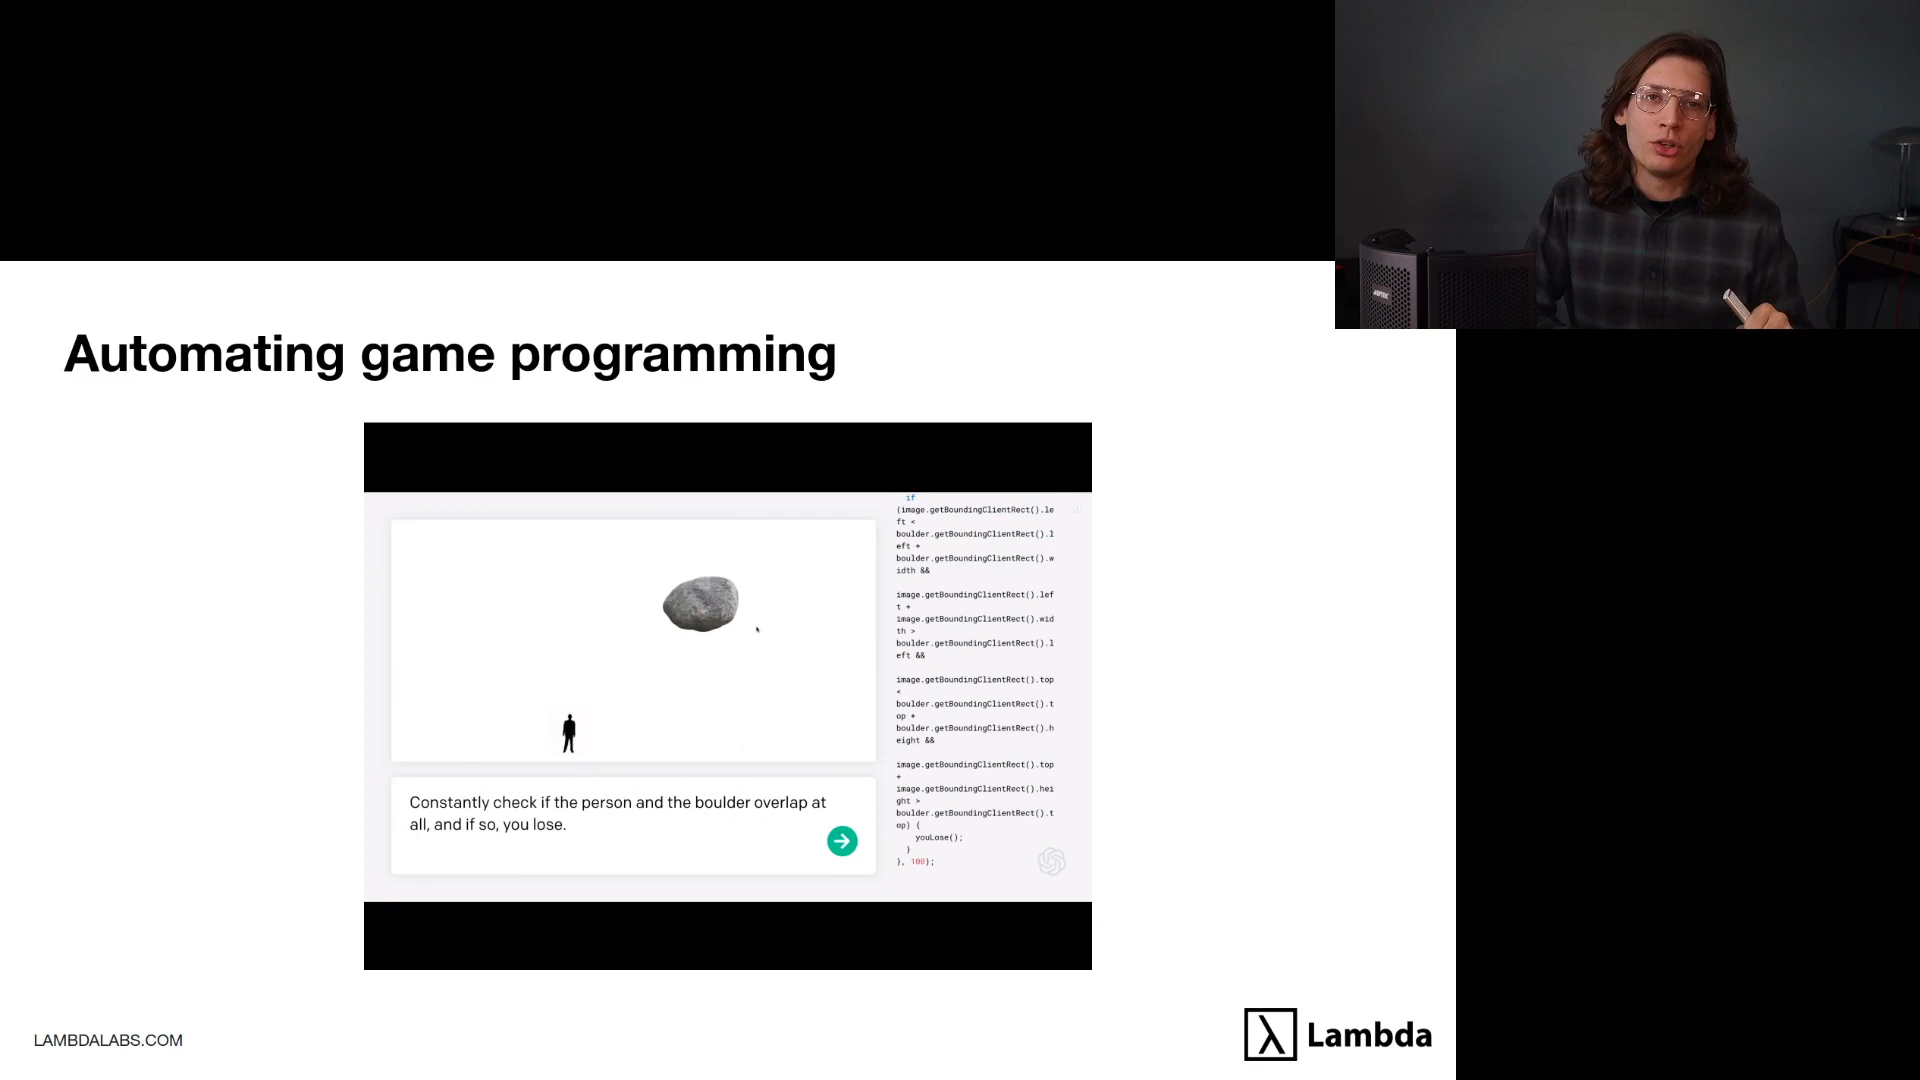 Automating game programming
if
(image.getBoundingClientRect().le
ft <
boulder.getBoundingClientRect().l
eft +
boulder.getBoundingClientRect().w
idth &&
image.getBoundingClientRect().lef
t +
image.getBoundingClientRect().wid
th >
boulder.getBoundingClientRect().l
eft &&
image.getBoundingClientRect().top
<
boulder.getBoundingClientRect().t
op +
boulder.getBoundingClientRect().h
eight &&
image.getBoundingClientRect().top
+
image.getBoundingClientRect().hei
ght >
boulder.getBoundingClientRect().t
op) {
youLose();
}
}, 100);
Constantly check if the person and the boulder overlap at
all, and if so, you lose.
LAMBDALABS.COM
λ Lambda